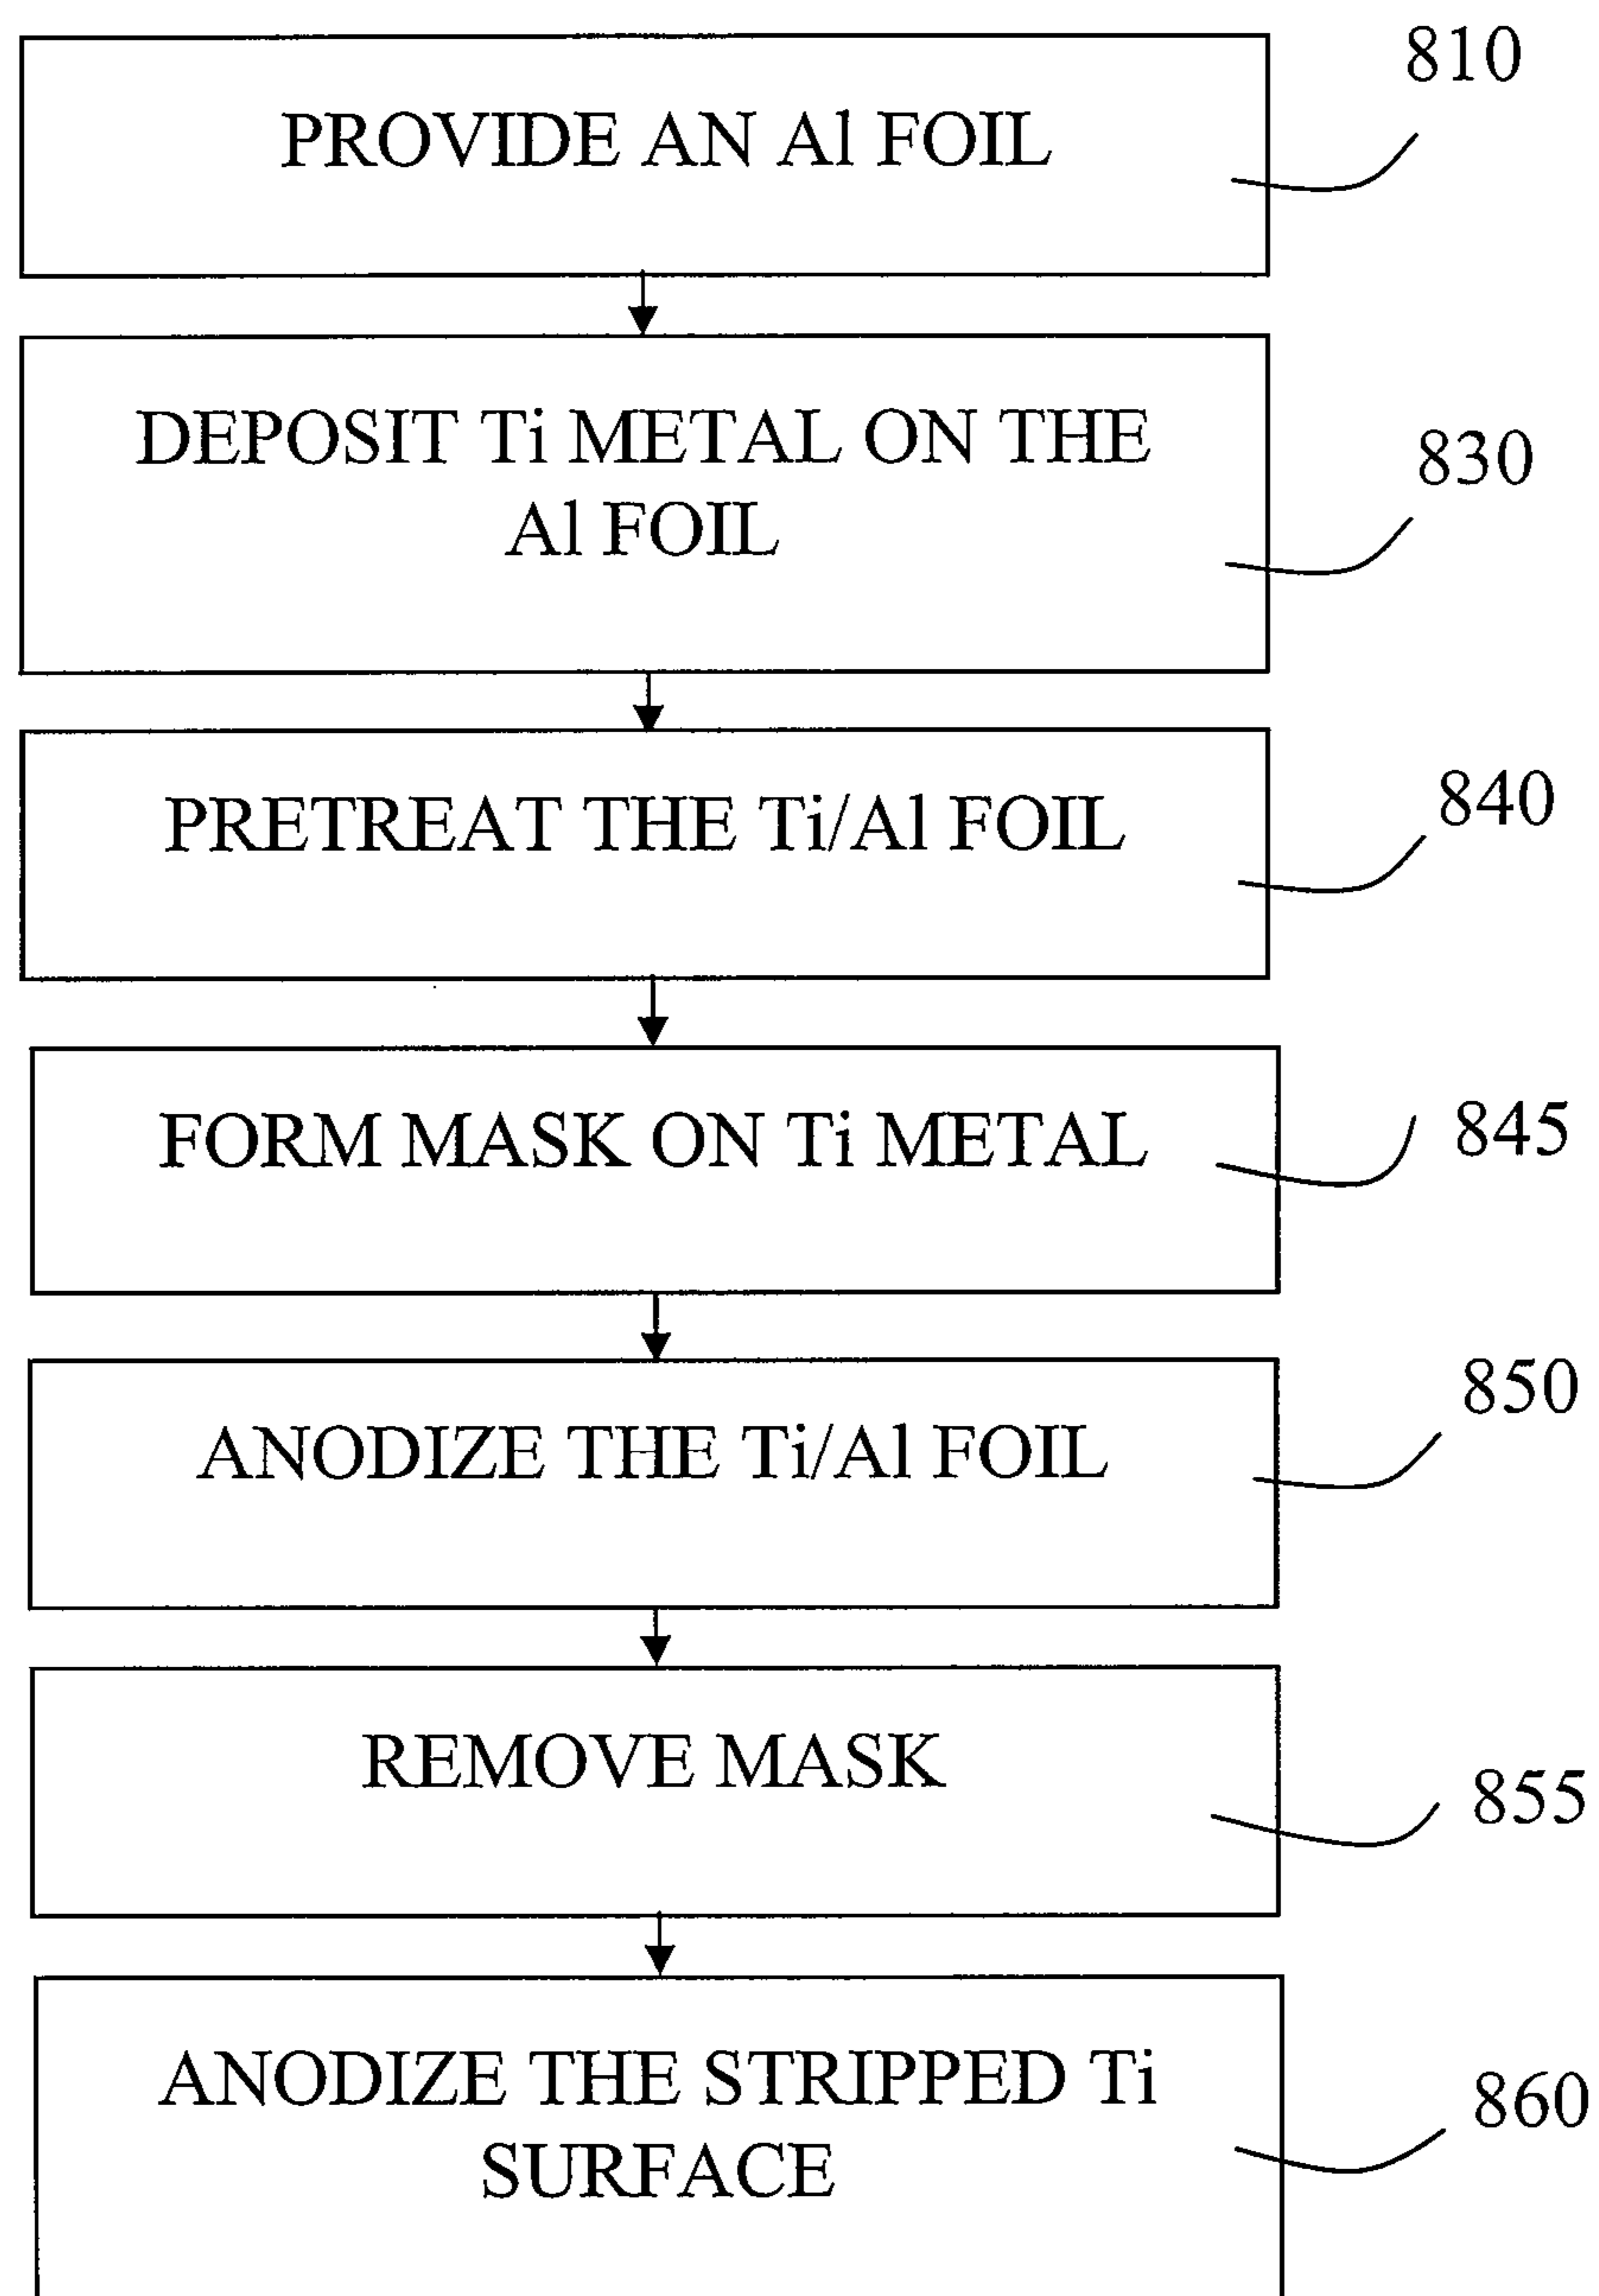 810
PROVIDE AN Al FOIL
DEPOSIT Ti METAL ON THE
Al FOIL
830
PRETREAT THE Ti/Al FOIL
840
FORM MASK ON Ti METAL
845
ANODIZE THE Ti/Al FOIL
850
REMOVE MASK
855
ANODIZE THE STRIPPED Ti
SURFACE
860